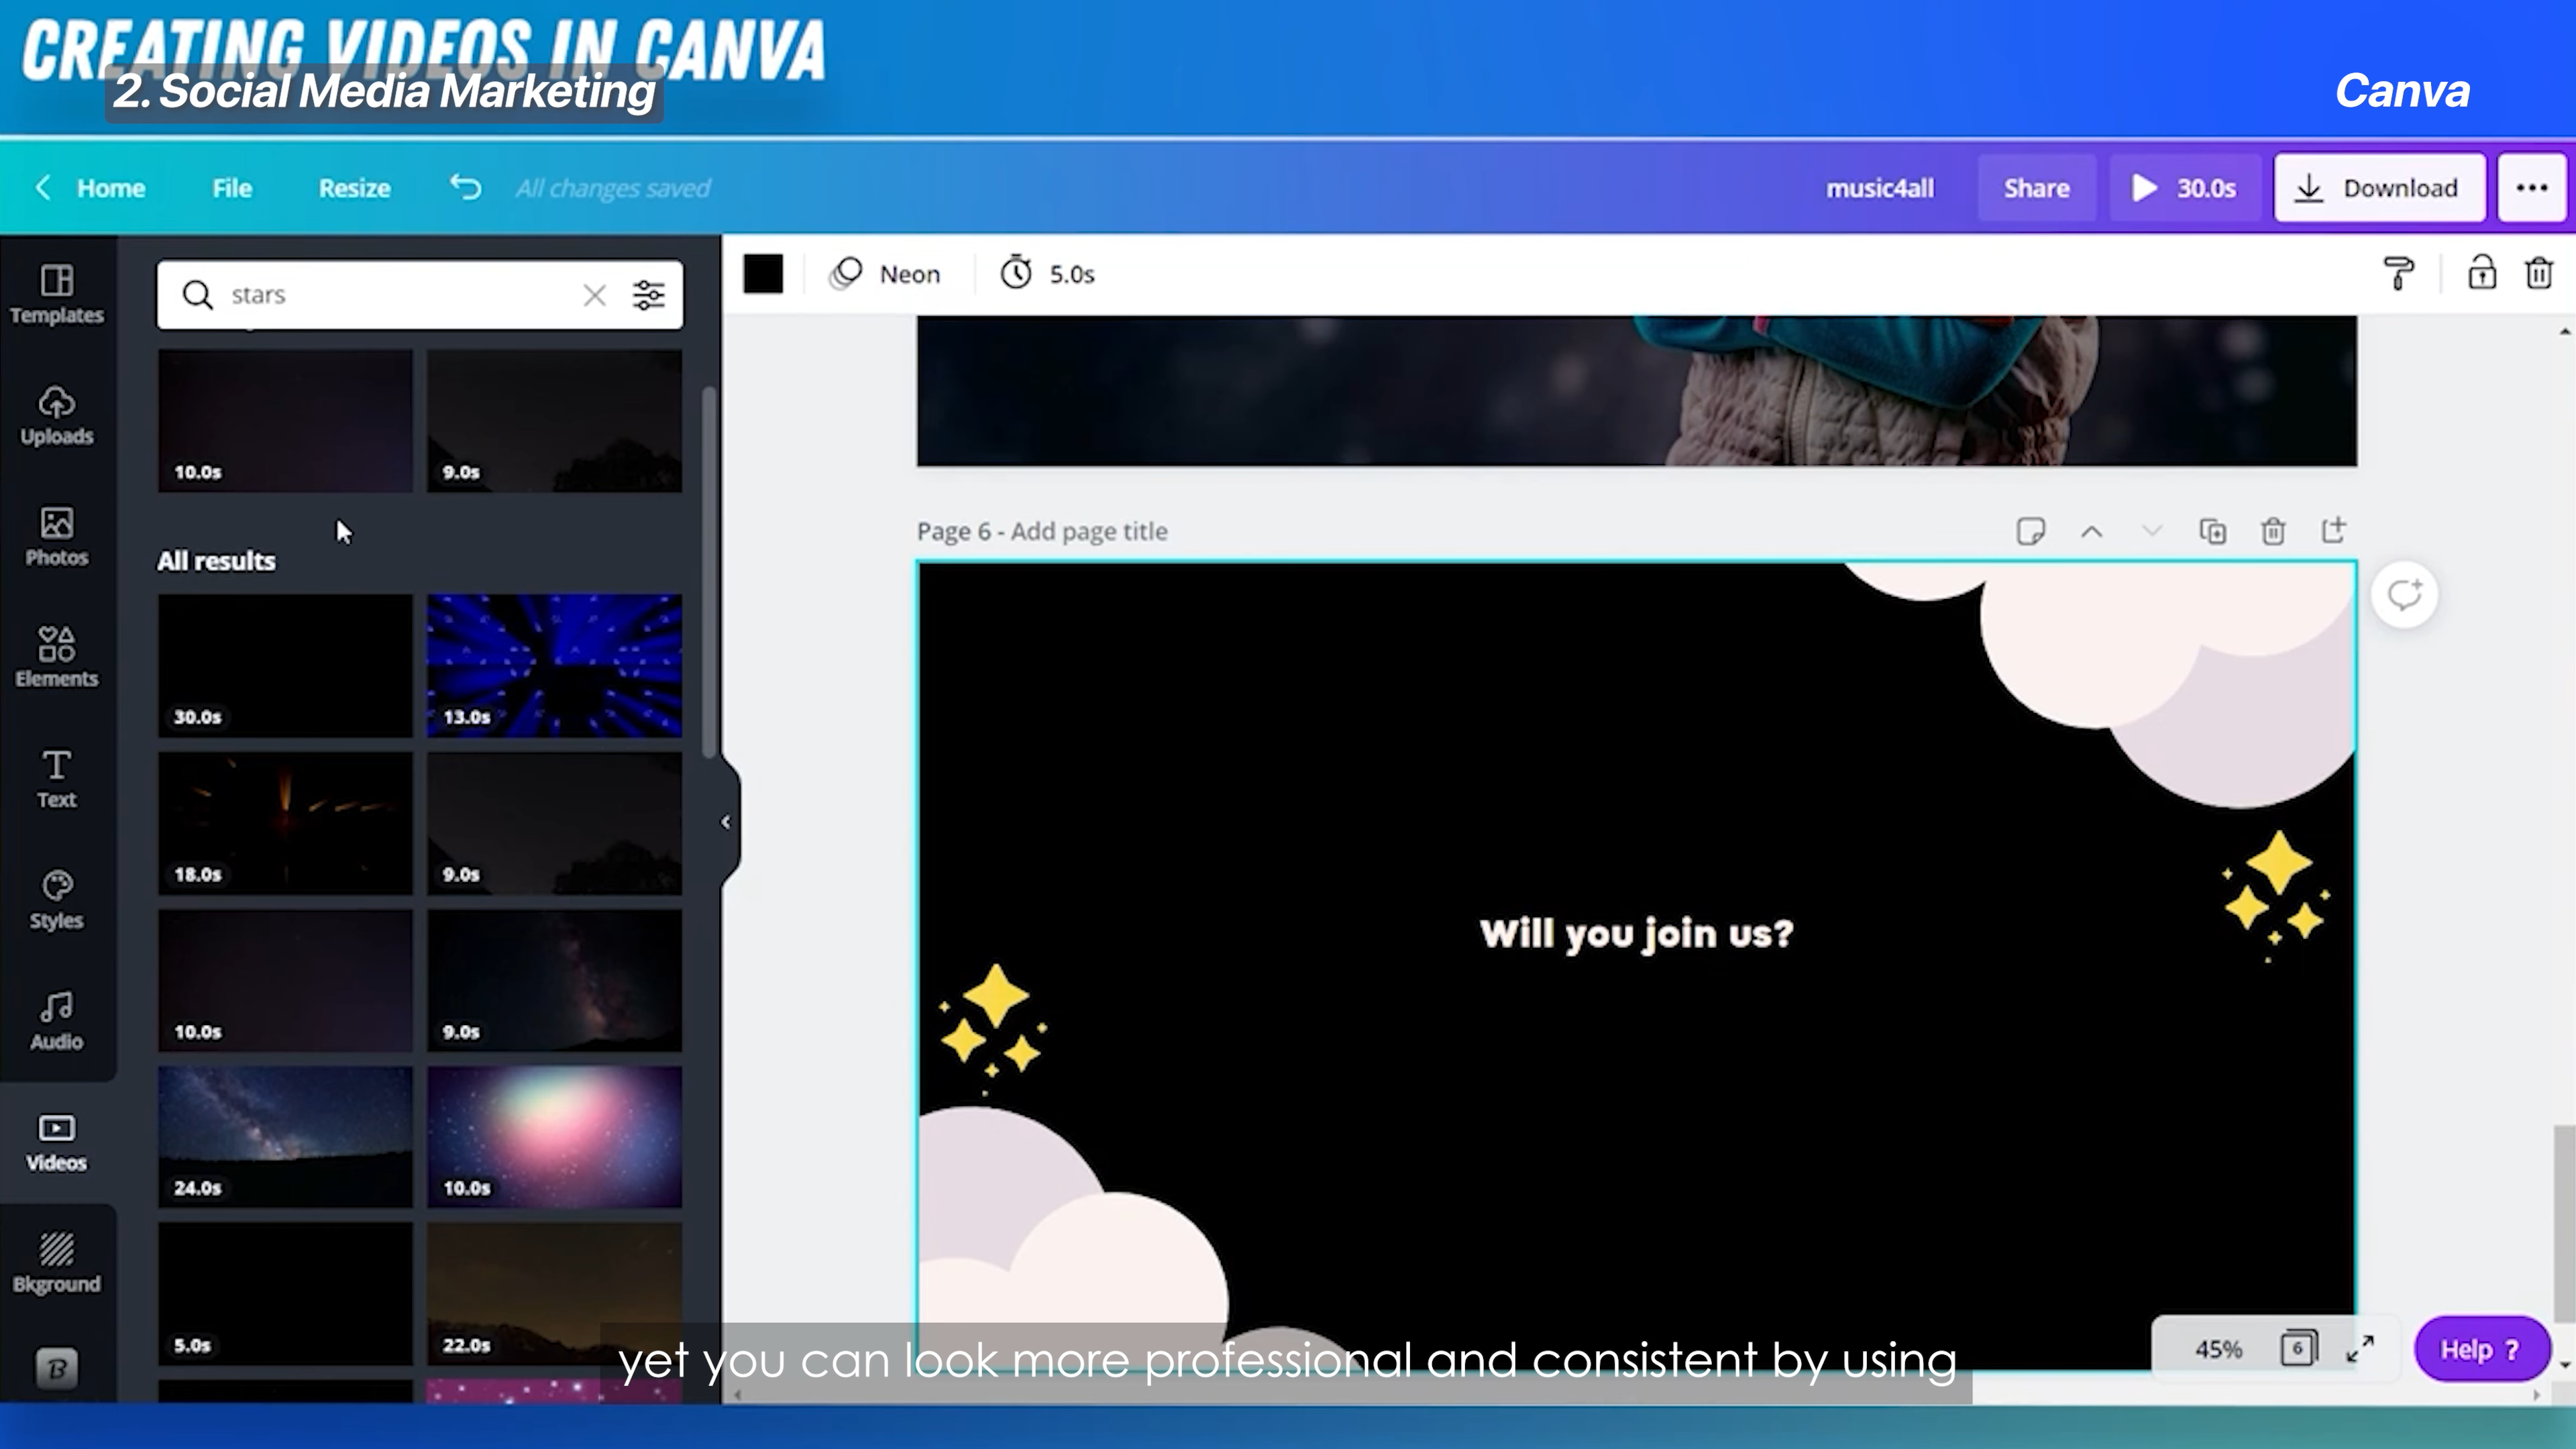 CREATING VIDEOS IN CANVA
2. Social Media Marketing
Canva
Home
File
Resize
All changes saved
music4all
Share
30.0s
Download
stars
Neon
5.0s
Templates
Uploads
Photos
Elements
Text
Styles
Audio
Videos
Bkground
B
10.0s
9.0s
All results
30.0s
13.0s
18.0s
9.0s
10.0s
9.0s
24.0s
10.0s
5.0s
22.0s
Page 6 - Add page title
Will you join us?
45%
6
Help ?
yet you can look more professional and consistent by using